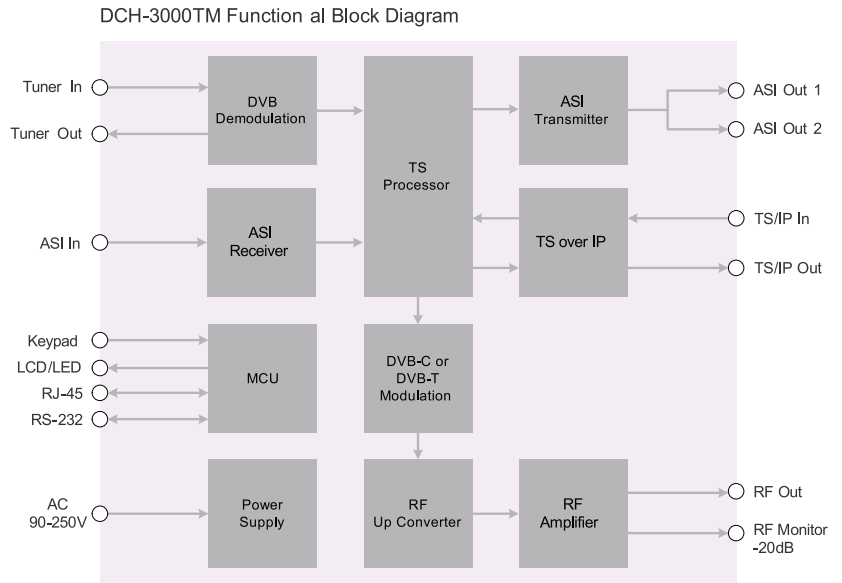 DCH-3000TM Function al Block Diagram
Tuner In
Tuner Out
DVB
Demodulation
TS
Processor
ASI
Transmitter
ASI Out 1
ASI Out 2
ASI In
ASI
Receiver
TS over IP
TS/IP In
TS/IP Out
Keypad
LCD/LED
RJ-45
RS-232
MCU
DVB-C or
DVB-T
Modulation
AC
90-250V
Power
Supply
RF
Up Converter
RF
Amplifier
RF Out
RF Monitor
-20dB